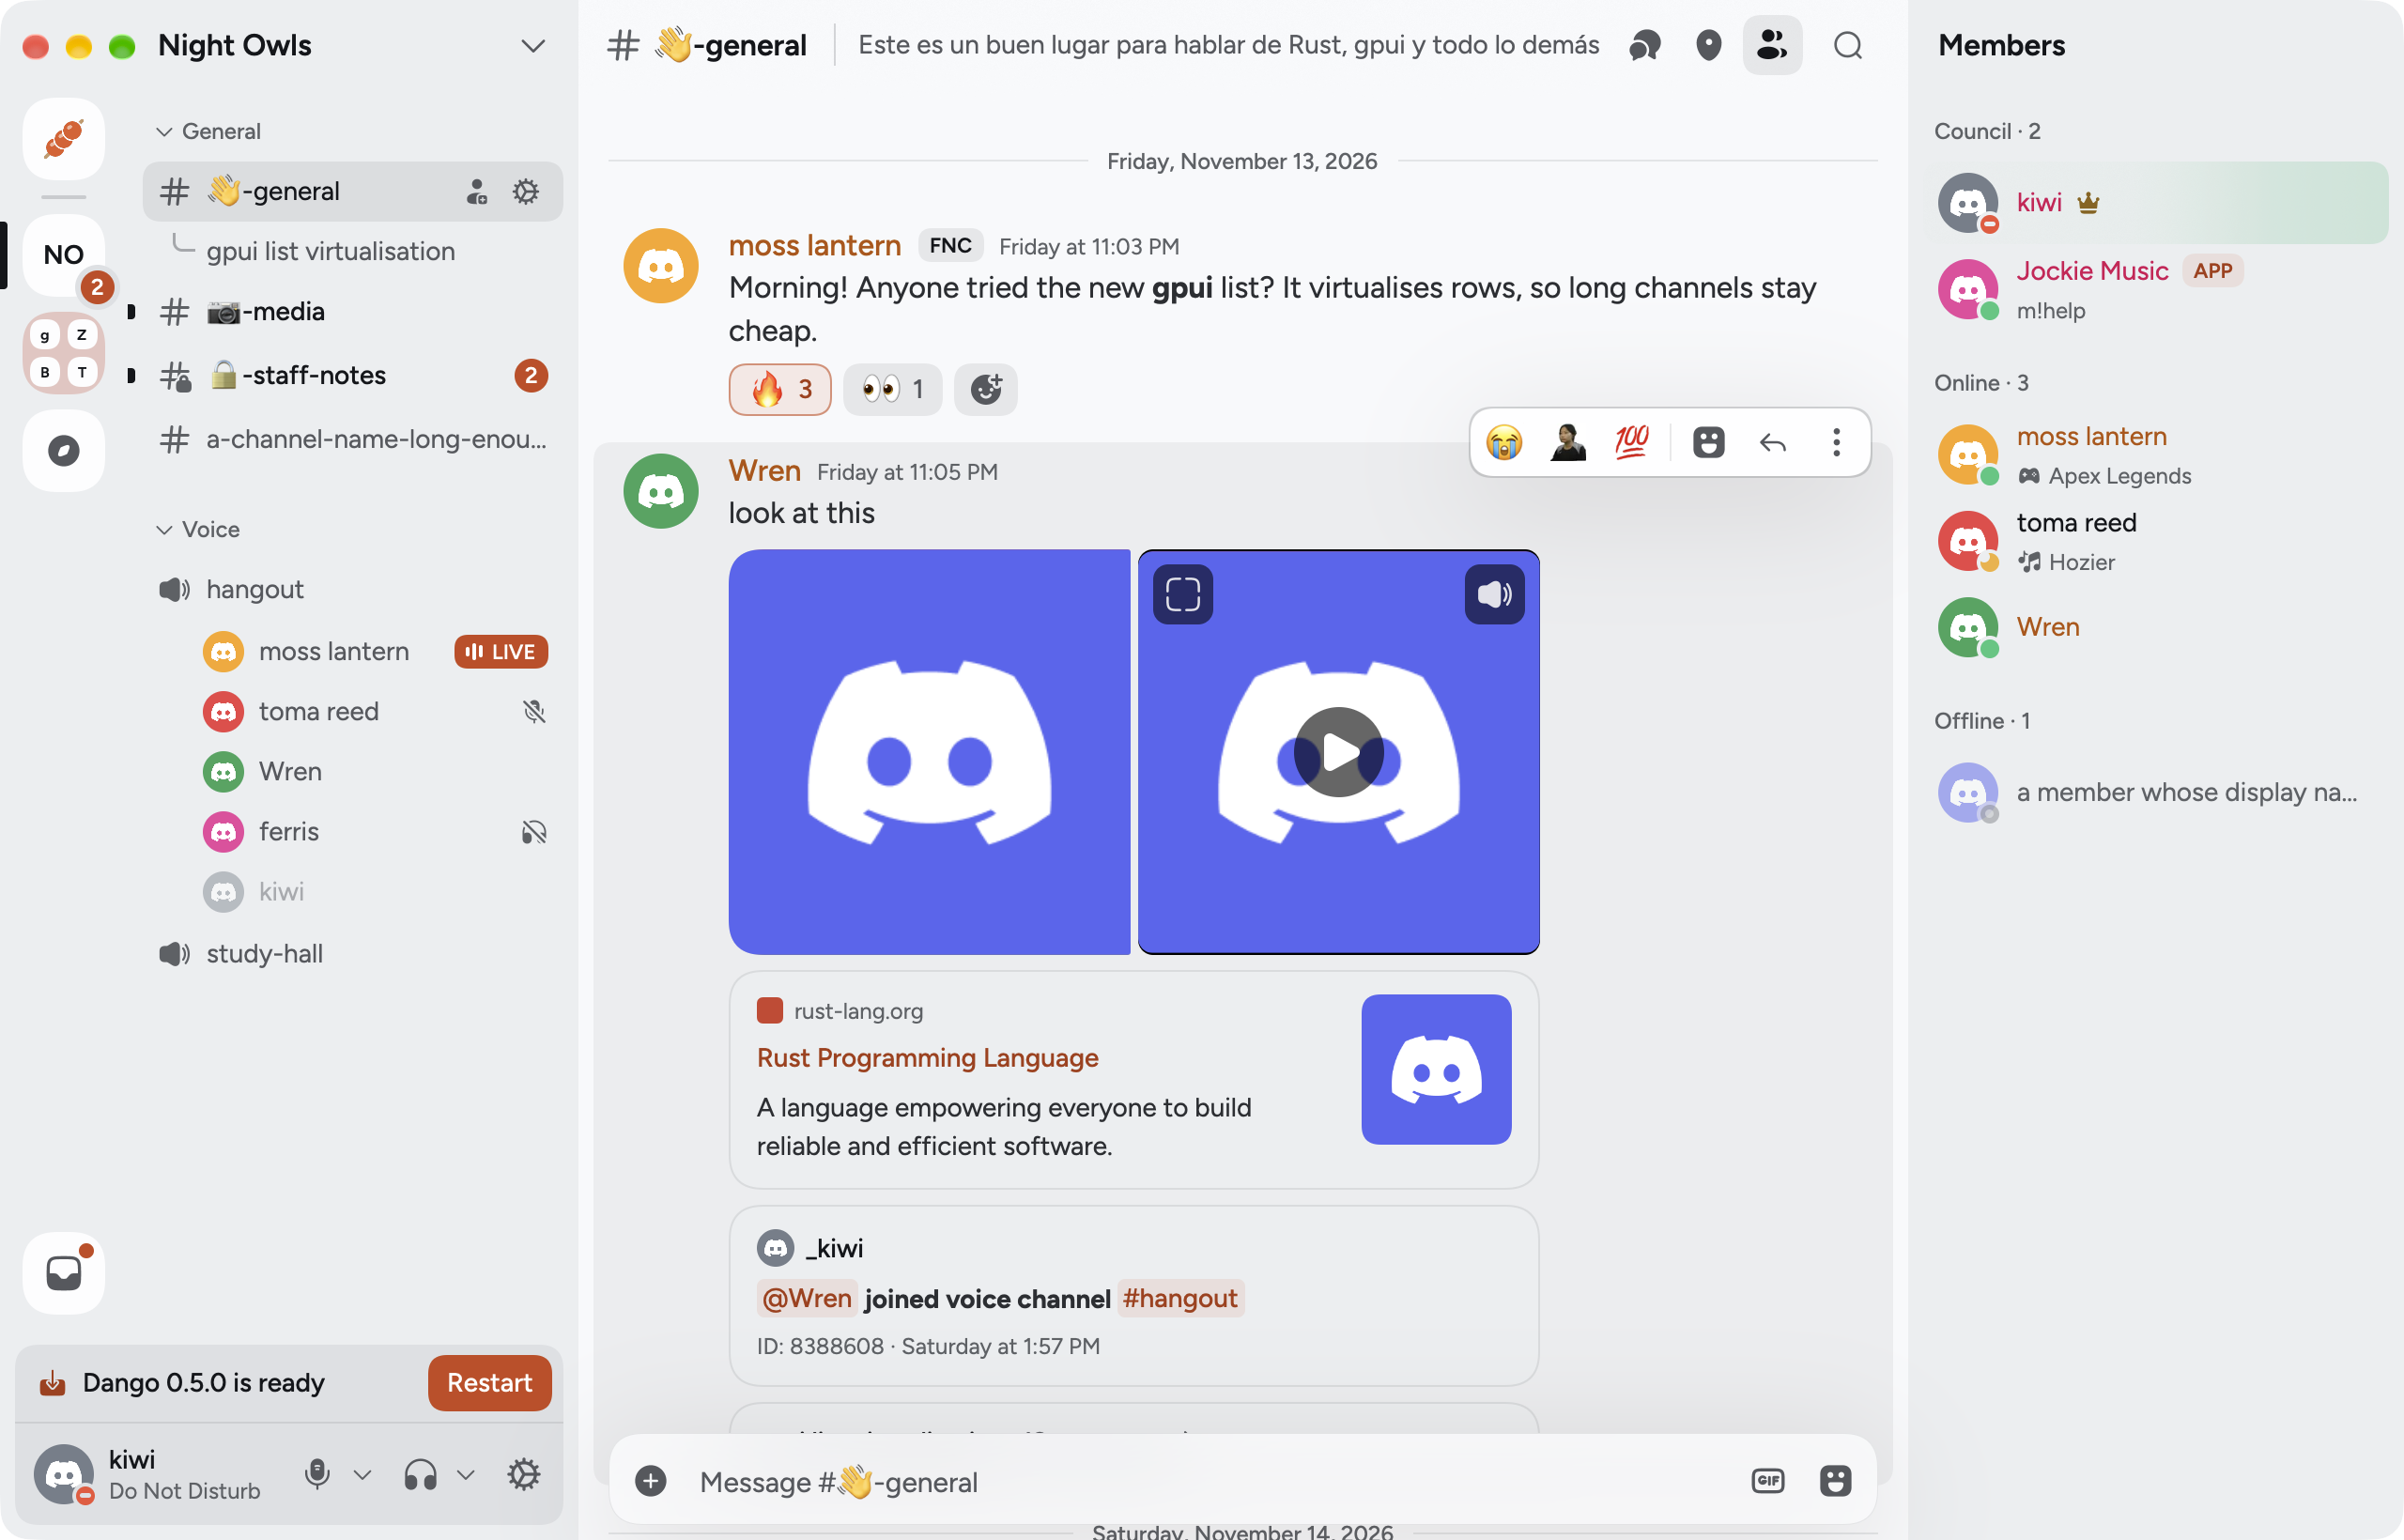 Night Owls
General
👋-general
gpui list virtualisation
📷-media
🔒-staff-notes
2
a-channel-name-long-enou...
NO
2
g Z
B T
Voice
hangout
moss lantern
LIVE
toma reed
Wren
ferris
kiwi
study-hall
Dango 0.5.0 is ready
Restart
kiwi
Do Not Disturb
👋-general
Este es un buen lugar para hablar de Rust, gpui y todo lo demás
Friday, November 13, 2026
moss lantern FNC Friday at 11:03 PM
Morning! Anyone tried the new gpui list? It virtualises rows, so long channels stay
cheap.
🔥 3
👀 1
😭 💯
Wren Friday at 11:05 PM
look at this
rust-lang.org
Rust Programming Language
A language empowering everyone to build
reliable and efficient software.
_kiwi
@Wren joined voice channel #hangout
ID: 8388608 · Saturday at 1:57 PM
Message #👋-general
GIF
Saturday, November 14, 2026
Members
Council · 2
kiwi
Jockie Music APP
m!help
Online · 3
moss lantern
Apex Legends
toma reed
Hozier
Wren
Offline · 1
a member whose display na...